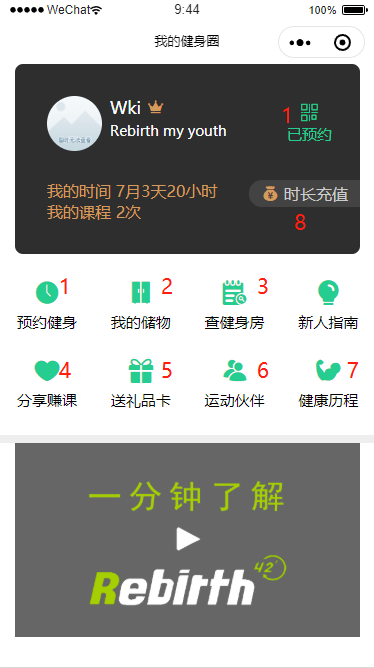 WeChat 9:44 100%
我的健身圈
Wki
1
Rebirth my youth
已预约
我的时间 7月3天20小时
时长充值
我的课程 2次
8
1 2 3
预约健身 我的储物 查健身房 新人指南
4 5 6 7
分享赚课 送礼品卡 运动伙伴 健康历程
一分钟了解
Rebirth 42'